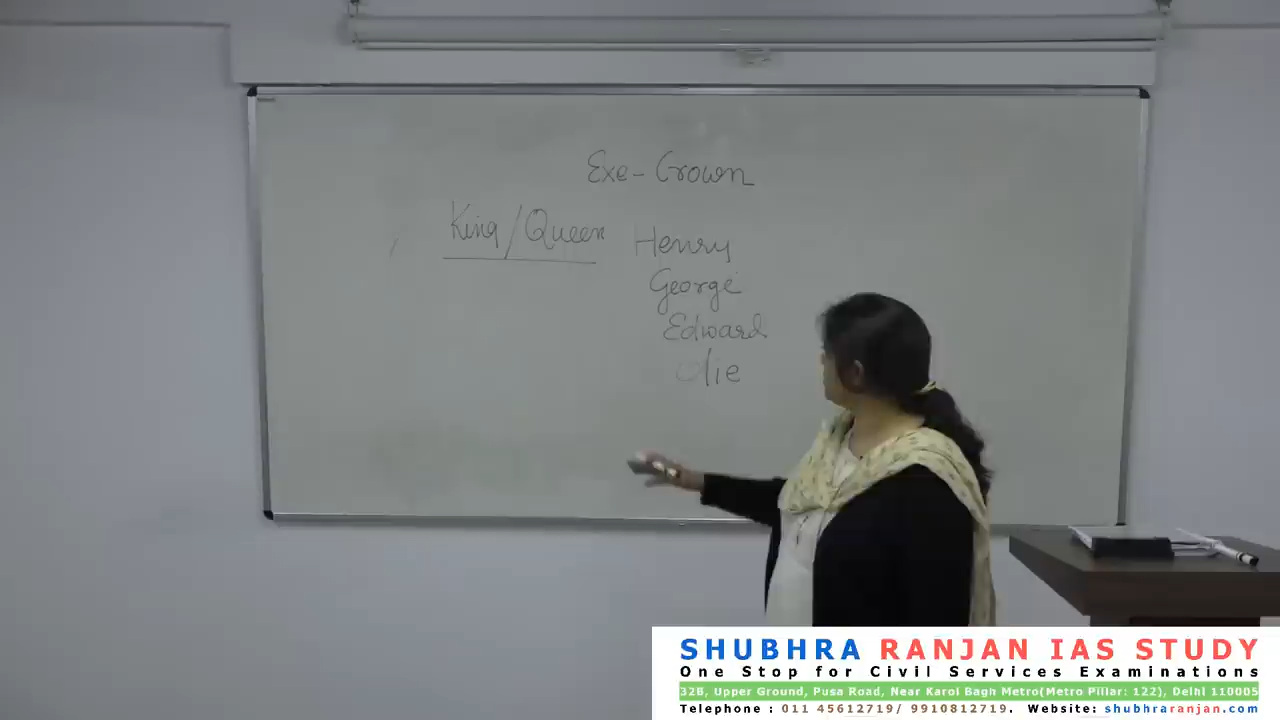 Exe - Crown
King/Queen Henry
George
Edward
die
SHUBHRA RANJAN IAS STUDY
One Stop for Civil Services Examinations
32B, Upper Ground, Pusa Road, Near Karol Bagh Metro(Metro Pillar: 122), Delhi 110005
Telephone : 011 45612719/ 9910812719. Website: shubhraranjan.com